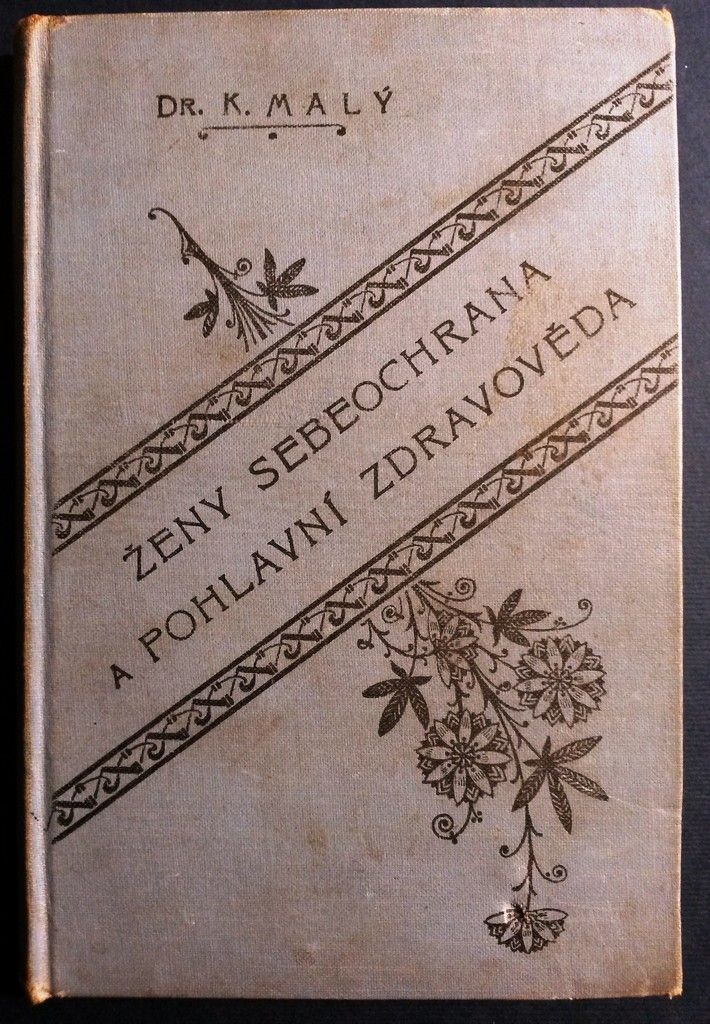 DR. K. MALÝ
ŽENY SEBEOCHRANA
A POHLAVNÍ ZDRAVOVĚDA